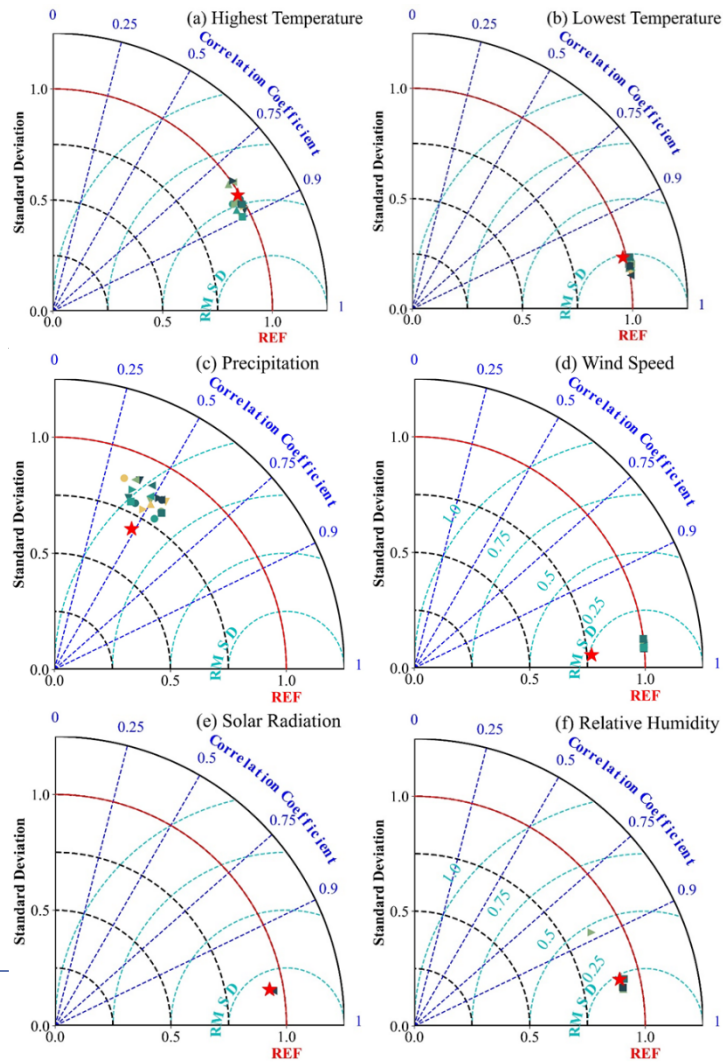 (a) Highest Temperature
0
0.25
0.5
0.75
0.9
1
Correlation Coefficient
Standard Deviation
1.0
0.5
0.0
RMSD
0.0
0.5
1.0
REF
(b) Lowest Temperature
0
0.25
0.5
0.75
0.9
1
Correlation Coefficient
Standard Deviation
1.0
0.5
0.0
RMSD
0.0
0.5
1.0
REF
(c) Precipitation
0
0.25
0.5
0.75
0.9
1
Correlation Coefficient
Standard Deviation
1.0
0.5
0.0
RMSD
0.0
0.5
1.0
REF
(d) Wind Speed
0
0.25
0.5
0.75
0.9
1
Correlation Coefficient
Standard Deviation
1.0
0.5
0.0
1.0
0.75
0.5
0.25
RMSD
0.0
0.5
1.0
REF
(e) Solar Radiation
0
0.25
0.5
0.75
0.9
1
Correlation Coefficient
Standard Deviation
1.0
0.5
0.0
RMSD
0.0
0.5
1.0
REF
(f) Relative Humidity
0
0.25
0.5
0.75
0.9
1
Correlation Coefficient
Standard Deviation
1.0
0.5
0.0
1.0
0.75
0.5
0.25
RMSD
0.0
0.5
1.0
REF